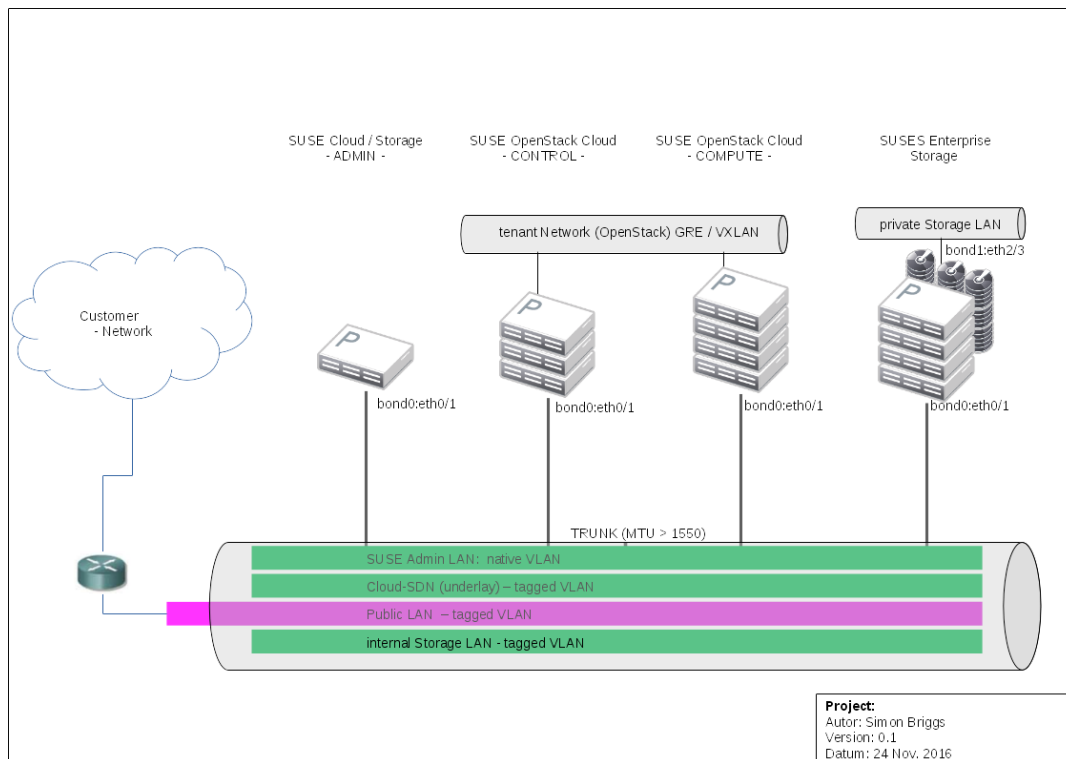 SUSE Cloud / Storage
- ADMIN -
SUSE OpenStack Cloud
- CONTROL -
SUSE OpenStack Cloud
- COMPUTE -
SUSES Enterprise
Storage
tenant Network (OpenStack) GRE / VXLAN
private Storage LAN
bond1:eth2/3
Customer
- Network
P
P
P
P
bond0:eth0/1
bond0:eth0/1
bond0:eth0/1
bond0:eth0/1
TRUNK (MTU > 1550)
SUSE Admin LAN: native VLAN
Cloud-SDN (underlay) – tagged VLAN
Public LAN – tagged VLAN
internal Storage LAN - tagged VLAN
Project:
Autor: Simon Briggs
Version: 0.1
Datum: 24 Nov. 2016